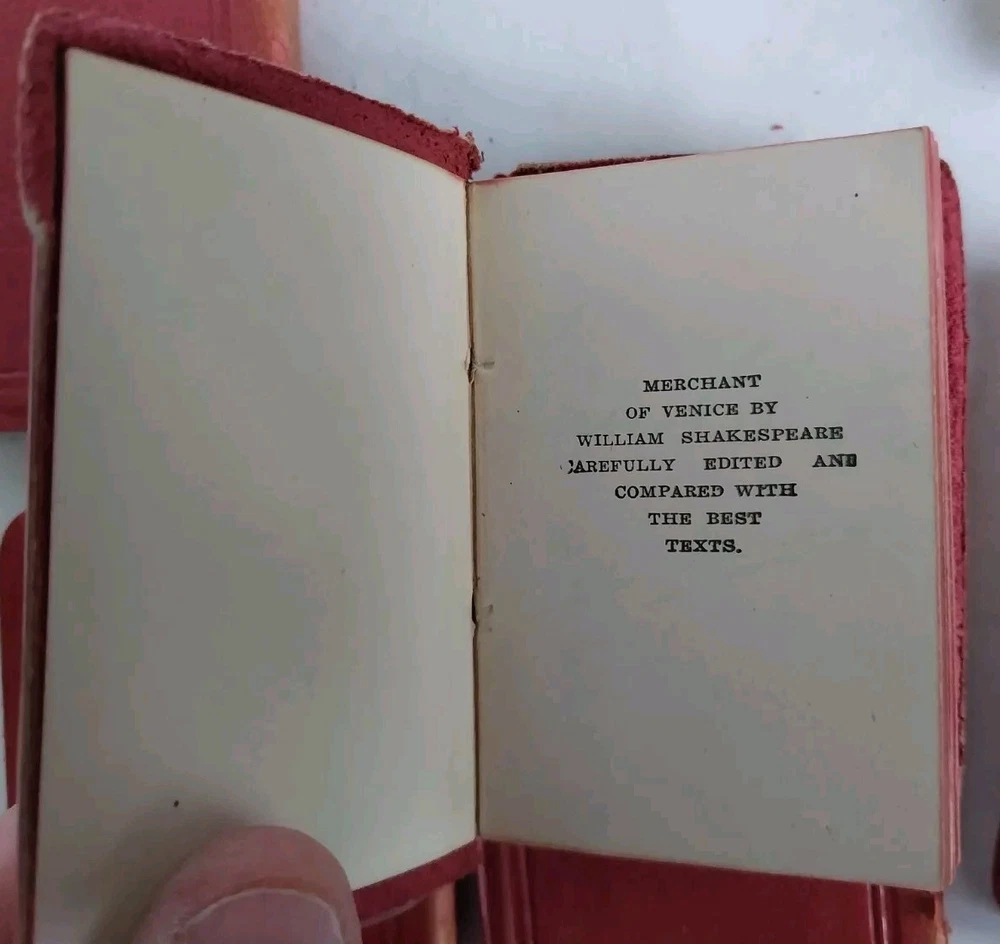 MERCHANT
OF VENICE BY
WILLIAM SHAKESPEARE
CAREFULLY EDITED AND
COMPARED WITH
THE BEST
TEXTS.